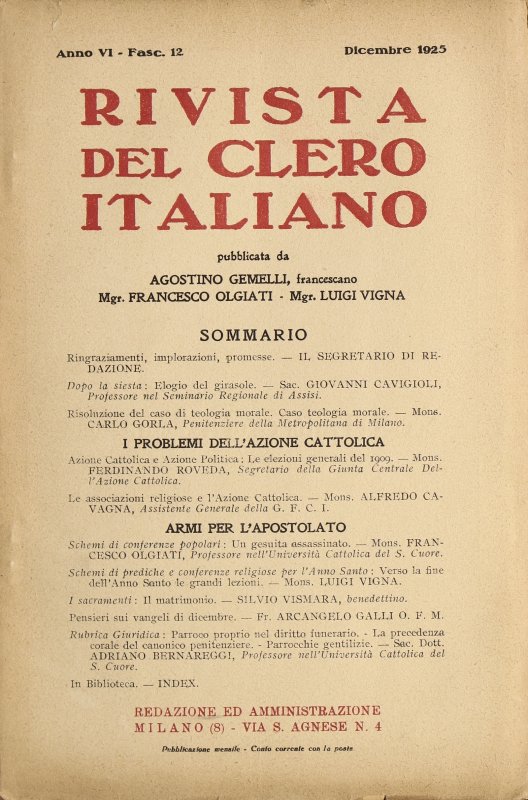 Anno VI - Fasc. 12
Dicembre 1925
RIVISTA
DEL CLERO
ITALIANO
pubblicata da
AGOSTINO GEMELLI, francescano
Mgr. FRANCESCO OLGIATI - Mgr. LUIGI VIGNA
SOMMARIO
Ringraziamenti, implorazioni, promesse. — IL SEGRETARIO DI RE-
DAZIONE.
Dopo la siesta: Elogio del girasole. — Sac. GIOVANNI CAVIGIOLI,
Professore nel Seminario Regionale di Assisi.
Risoluzione del caso di teologia morale. Caso teologia morale. — Mons.
CARLO GORLA, Penitenziere della Metropolitana di Milano.
I PROBLEMI DELL'AZIONE CATTOLICA
Azione Cattolica e Azione Politica; Le elezioni generali del 1909. — Mons.
FERDINANDO ROVEDA, Segretario della Giunta Centrale Del-
l'Azione Cattolica.
Le associazioni religiose e l'Azione Cattolica. — Mons. ALFREDO CA-
VAGNA, Assistente Generale della G. F. C. I.
ARMI PER L'APOSTOLATO
Schemi di conferenze popolari: Un gesuita assassinato. — Mons. FRAN-
CESCO OLGIATI, Professore nell'Università Cattolica del S. Cuore.
Schemi di prediche e conferenze religiose per l'Anno Santo: Verso la fine
dell'Anno Santo le grandi lezioni. — Mons. LUIGI VIGNA.
I sacramenti: Il matrimonio. — SILVIO VISMARA, benedettino.
Pensieri sui vangeli di dicembre. — Fr. ARCANGELO GALLI O. F. M.
Rubrica Giuridica: Parroco proprio nel diritto funerario. - La precedenza
corale del canonico penitenziere. - Parrocchie gentilizie. — Sac. Dott.
ADRIANO BERNAREGGI, Professore nell'Università Cattolica del
S. Cuore.
In Biblioteca. — INDEX.
REDAZIONE ED AMMINISTRAZIONE
MILANO (8) - VIA S. AGNESE N. 4
Pubblicazione mensile - Conto corrente con la posta